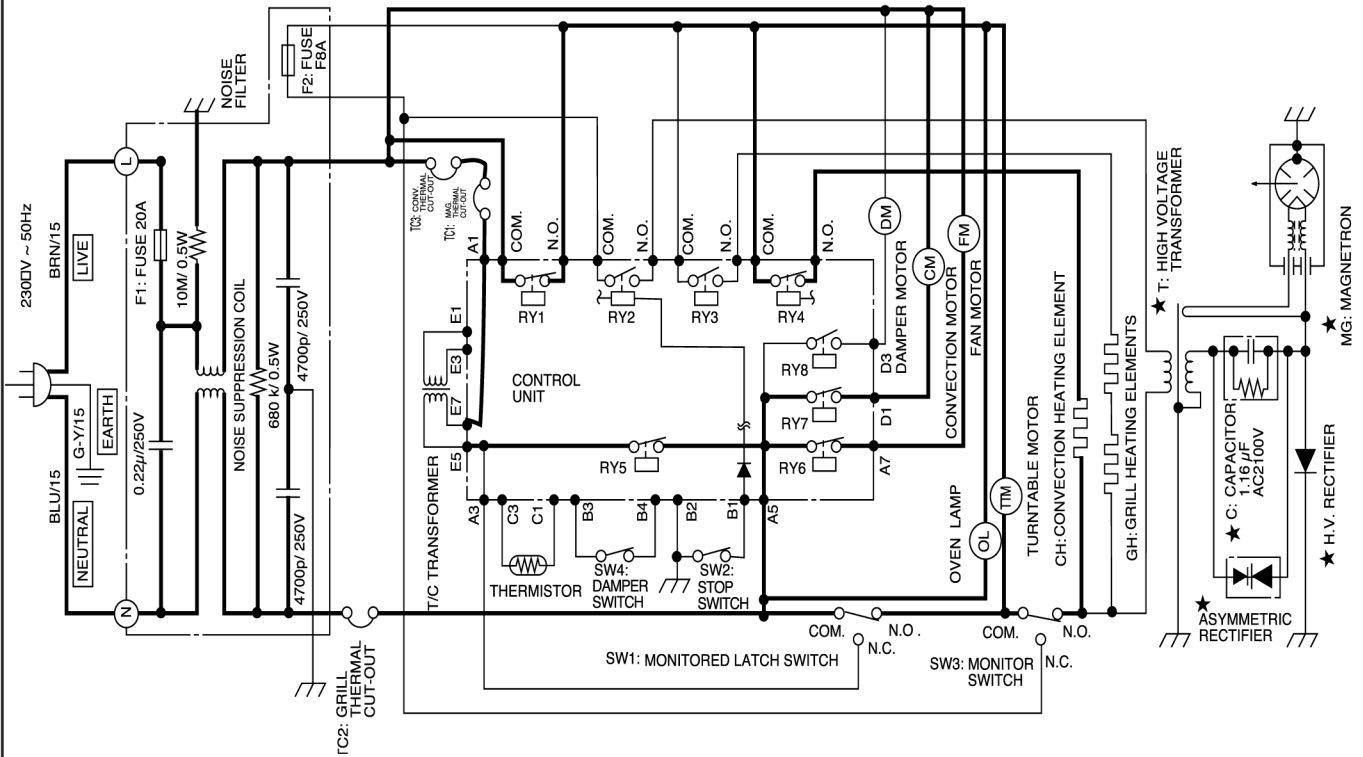 230V ~ 50Hz
BRN/15
LIVE
G-Y/15
EARTH
BLU/15
NEUTRAL
L
N
F1: FUSE 20A
10M/ 0.5W
0.22µ/250V
NOISE
FILTER
NOISE SUPPRESSION COIL
680 k/ 0.5W
4700p/ 250V
4700p/ 250V
F2: FUSE
F8A
TC3: CONV.
THERMAL
CUT-OUT
TC1: MAG.
THERMAL
CUT-OUT
TC2: GRILL
THERMAL
CUT-OUT
A1
COM.
N.O.
COM.
N.O.
COM.
N.O.
COM.
N.O.
RY1
RY2
RY3
RY4
E1
E3
E7
E5
CONTROL
UNIT
T/C TRANSFORMER
RY8
RY7
RY5
RY6
D3
D1
A7
A3
C3
C1
B3
B4
B2
B1
A5
THERMISTOR
SW4:
DAMPER
SWITCH
SW2:
STOP
SWITCH
DM
CM
FM
DAMPER MOTOR
CONVECTION MOTOR
FAN MOTOR
OL
OVEN LAMP
TTM
TURNTABLE MOTOR
CH: CONVECTION HEATING ELEMENT
GH: GRILL HEATING ELEMENTS
COM.
N.O.
N.C.
SW1: MONITORED LATCH SWITCH
COM.
N.O.
N.C.
SW3: MONITOR
SWITCH
★ T: HIGH VOLTAGE
TRANSFORMER
★ C: CAPACITOR
1.16 µF
AC2100V
★ ASYMMETRIC
RECTIFIER
★ H.V. RECTIFIER
★ MG: MAGNETRON